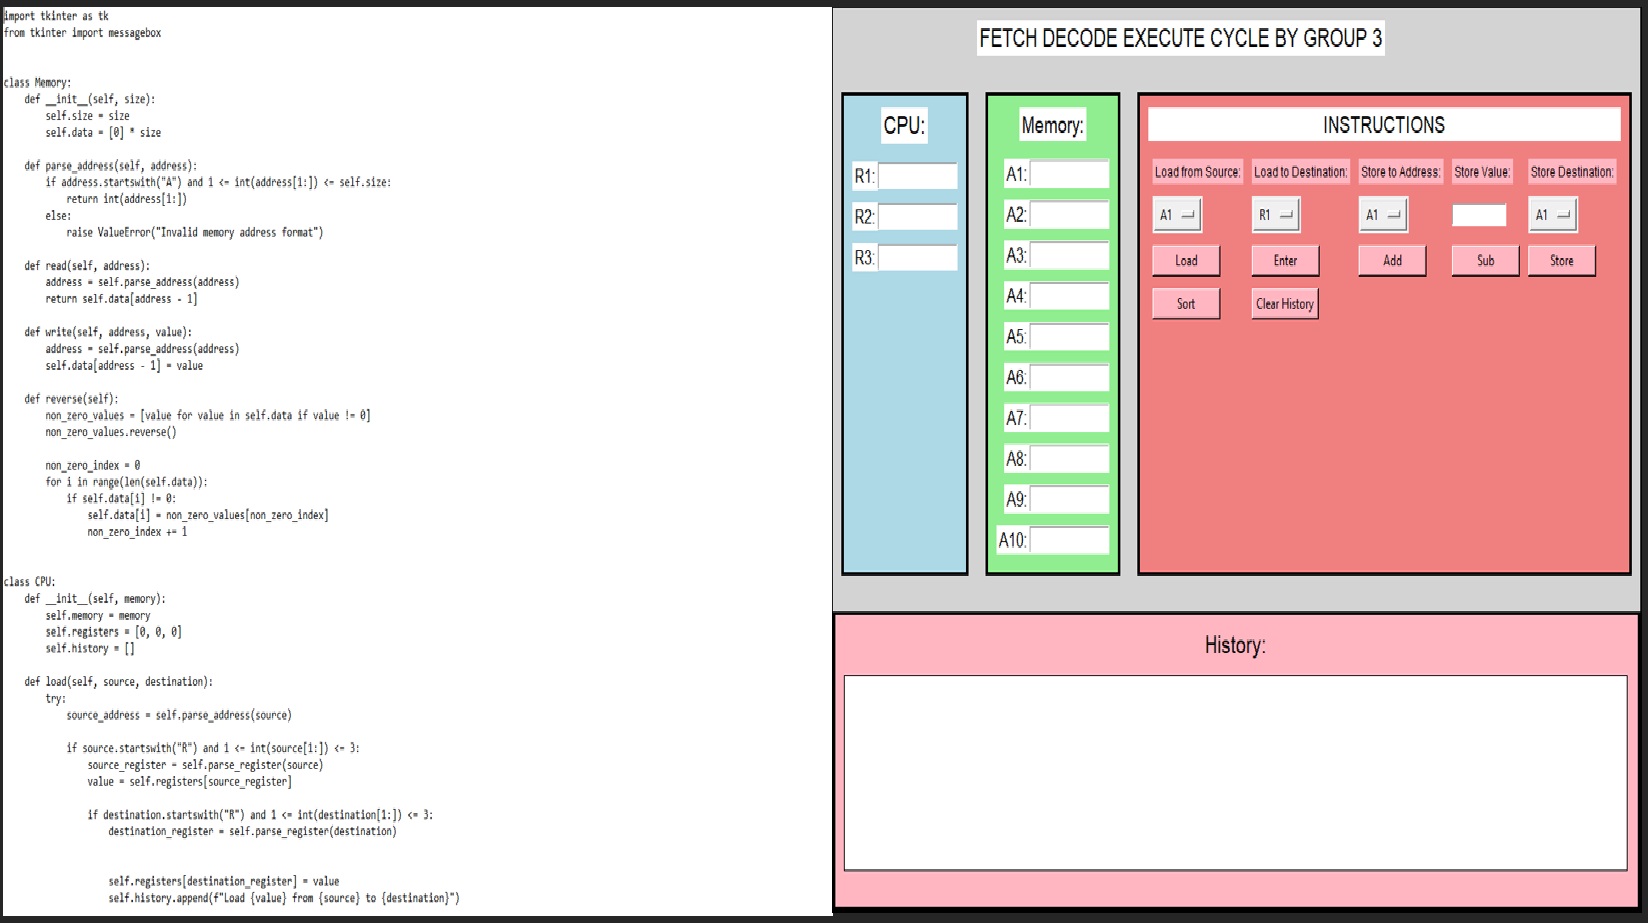 import tkinter as tk
from tkinter import messagebox
class Memory:
def __init__(self, size):
self.size = size
self.data = [0] * size
def parse_address(self, address):
if address.startswith("A") and 1 <= int(address[1:]) <= self.size:
return int(address[1:])
else:
raise ValueError("Invalid memory address format")
def read(self, address):
address = self.parse_address(address)
return self.data[address - 1]
def write(self, address, value):
address = self.parse_address(address)
self.data[address - 1] = value
def reverse(self):
non_zero_values = [value for value in self.data if value != 0]
non_zero_values.reverse()
non_zero_index = 0
for i in range(len(self.data)):
if self.data[i] != 0:
self.data[i] = non_zero_values[non_zero_index]
non_zero_index += 1
class CPU:
def __init__(self, memory):
self.memory = memory
self.registers = [0, 0, 0]
self.history = []
def load(self, source, destination):
try:
source_address = self.parse_address(source)
if source.startswith("R") and 1 <= int(source[1:]) <= 3:
source_register = self.parse_register(source)
value = self.registers[source_register]
if destination.startswith("R") and 1 <= int(destination[1:]) <= 3:
destination_register = self.parse_register(destination)
self.registers[destination_register] = value
self.history.append(f"Load {value} from {source} to {destination}")
FETCH DECODE EXECUTE CYCLE BY GROUP 3
CPU:
R1:
R2:
R3:
Memory:
A1:
A2:
A3:
A4:
A5:
A6:
A7:
A8:
A9:
A10:
INSTRUCTIONS
Load from Source: Load to Destination: Store to Address: Store Value: Store Destination:
A1 R1 A1 A1
Load Enter Add Sub Store
Sort Clear History
History: